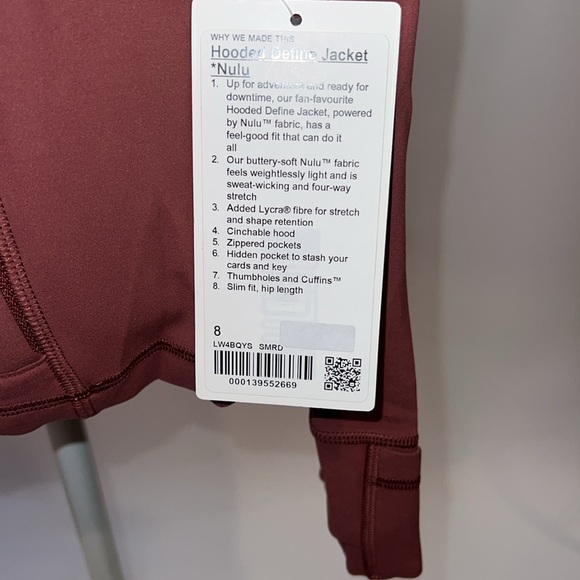 WHY WE MADE THIS
Hooded Define Jacket
*Nulu
1. Up for adventure and ready for
downtime, our fan-favourite
Hooded Define Jacket, powered
by Nulu™ fabric, has a
feel-good fit that can do it
all
2. Our buttery-soft Nulu™ fabric
feels weightlessly light and is
sweat-wicking and four-way
stretch
3. Added Lycra® fibre for stretch
and shape retention
4. Cinchable hood
5. Zippered pockets
6. Hidden pocket to stash your
cards and key
7. Thumbholes and Cuffins™
8. Slim fit, hip length
8
LW4BQYS SMRD
000139552669